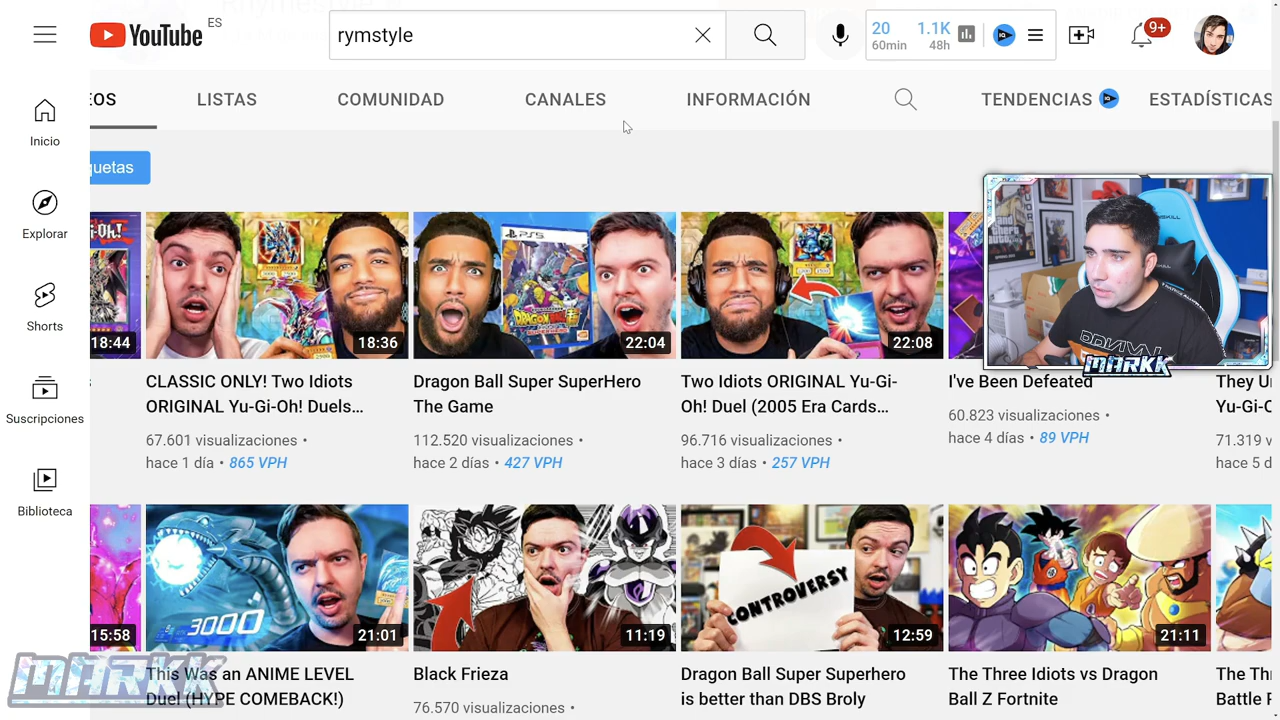 YouTube
ES
rymstyle
20
60min
1.1K
48h
9+
EOS
LISTAS
COMUNIDAD
CANALES
INFORMACIÓN
TENDENCIAS
ESTADÍSTICAS
Inicio
Explorar
Shorts
Suscripciones
Biblioteca
quetas
18:44
18:36
22:04
22:08
CLASSIC ONLY! Two Idiots
ORIGINAL Yu-Gi-Oh! Duels...
67.601 visualizaciones •
hace 1 día • 865 VPH
Dragon Ball Super SuperHero
The Game
112.520 visualizaciones •
hace 2 días • 427 VPH
Two Idiots ORIGINAL Yu-Gi-
Oh! Duel (2005 Era Cards...
96.716 visualizaciones •
hace 3 días • 257 VPH
I've Been Defeated
60.823 visualizaciones •
hace 4 días • 89 VPH
They U
Yu-Gi-O
71.319 v
hace 5 d
MARKK
PS5
3000
CONTROVERSY
15:58
21:01
11:19
12:59
21:11
This Was an ANIME LEVEL
Duel (HYPE COMEBACK!)
Black Frieza
76.570 visualizaciones •
Dragon Ball Super Superhero
is better than DBS Broly
The Three Idiots vs Dragon
Ball Z Fortnite
The Thr
Battle F
MARKK